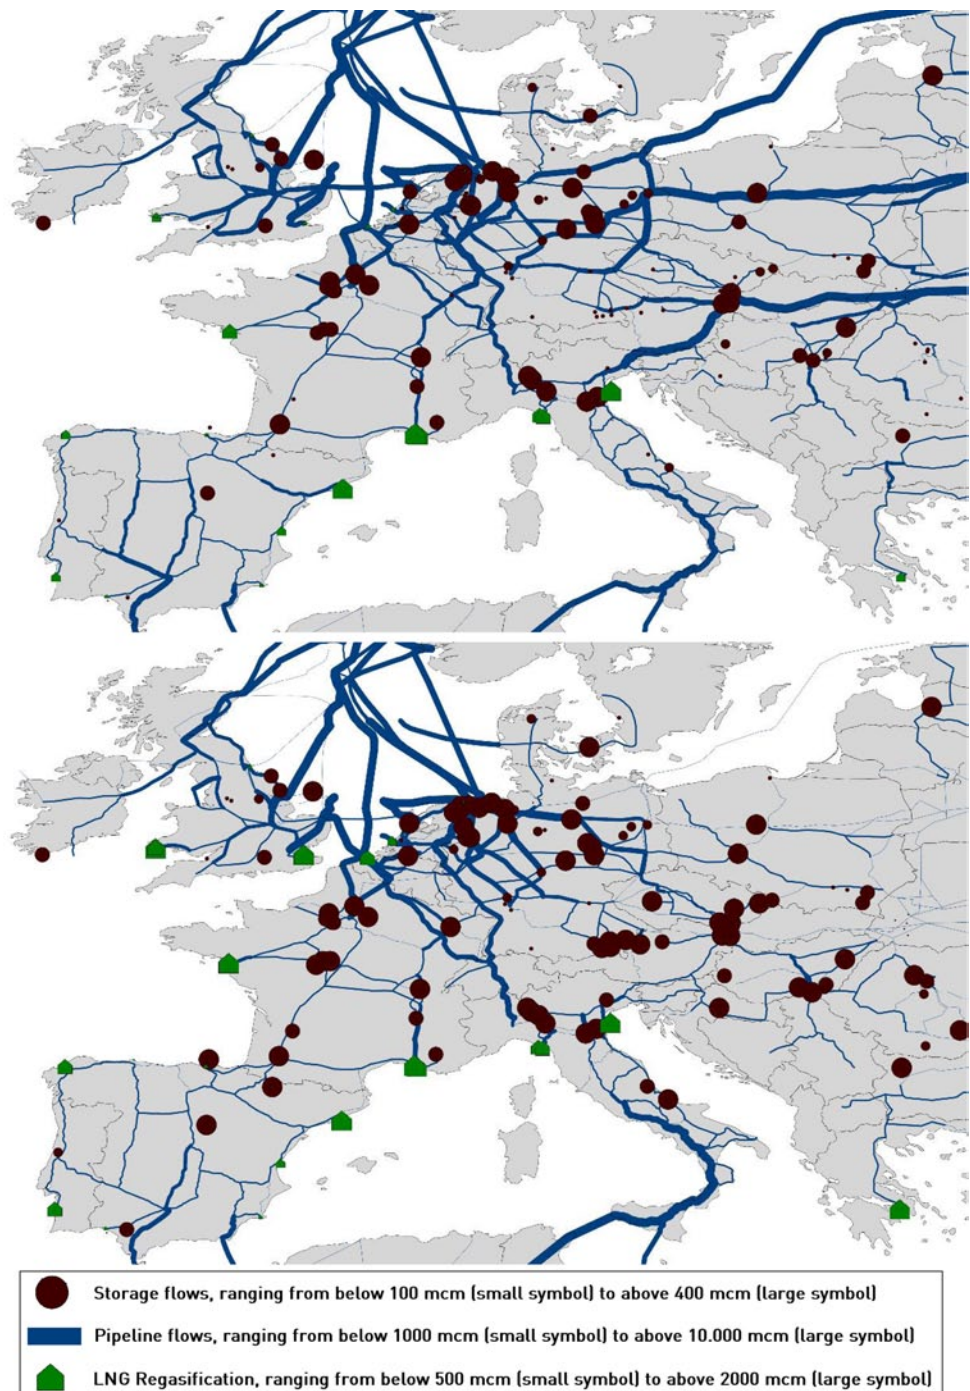 Storage flows, ranging from below 100 mcm (small symbol) to above 400 mcm (large symbol)
Pipeline flows, ranging from below 1000 mcm (small symbol) to above 10.000 mcm (large symbol)
LNG Regasification, ranging from below 500 mcm (small symbol) to above 2000 mcm (large symbol)